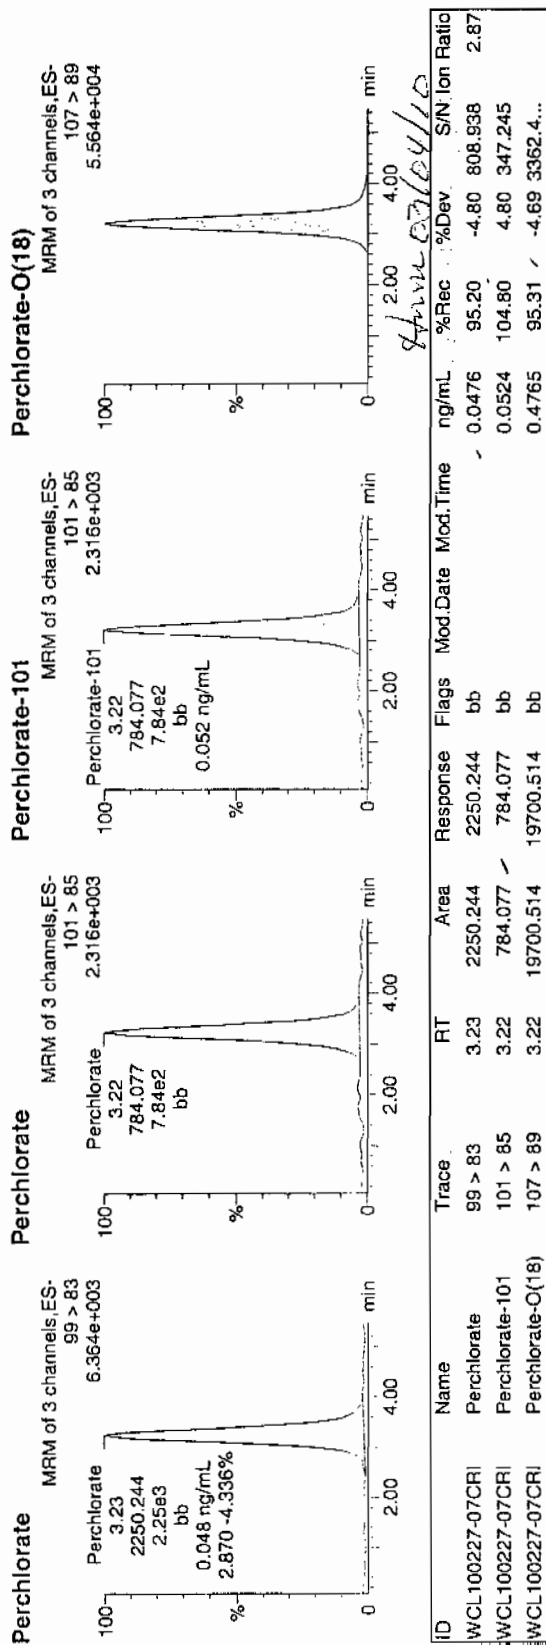 Perchlorate
MRM of 3 channels,ES-
99 > 83
6.364e+003
100
Perchlorate
3.23
2250.244
2.25e3
bb
0.048 ng/mL
2.870 -4.336%
%
0
2.00
4.00
min
Perchlorate
MRM of 3 channels,ES-
101 > 85
2.316e+003
100
Perchlorate
3.22
784.077
7.84e2
bb
%
0
2.00
4.00
min
Perchlorate-101
MRM of 3 channels,ES-
101 > 85
2.316e+003
100
Perchlorate-101
3.22
784.077
7.84e2
bb
0.052 ng/mL
%
0
2.00
4.00
min
Perchlorate-O(18)
MRM of 3 channels,ES-
107 > 89
5.564e+004
100
%
0
2.00
4.00
min
ID Name Trace RT Area Response Flags Mod.Date Mod.Time ng/mL %Rec %Dev S/N Ion Ratio
WCL100227-07CRI Perchlorate 99 > 83 3.23 2250.244 2250.244 bb 0.0476 95.20 -4.80 808.938 2.87
WCL100227-07CRI Perchlorate-101 101 > 85 3.22 784.077 784.077 bb 0.0524 104.80 4.80 347.245
WCL100227-07CRI Perchlorate-O(18) 107 > 89 3.22 19700.514 19700.514 bb 0.4765 95.31 -4.69 3362.4...